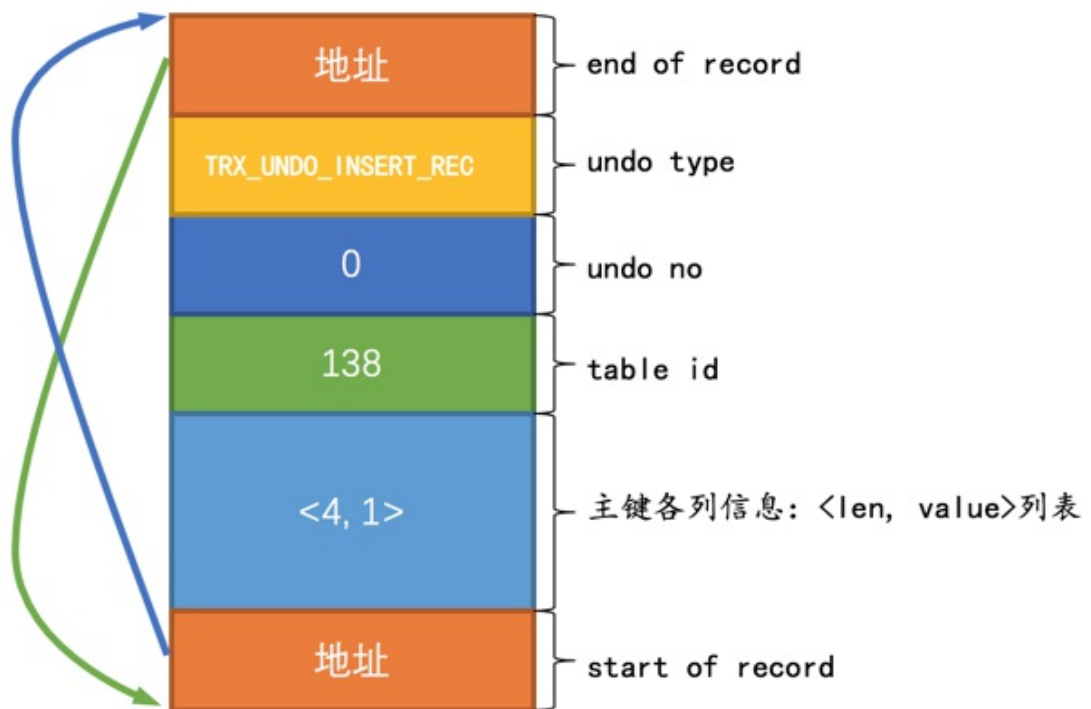 地址 end of record
TRX_UNDO_INSERT_REC undo type
0 undo no
138 table id
<4, 1> 主键各列信息: <len, value>列表
地址 start of record